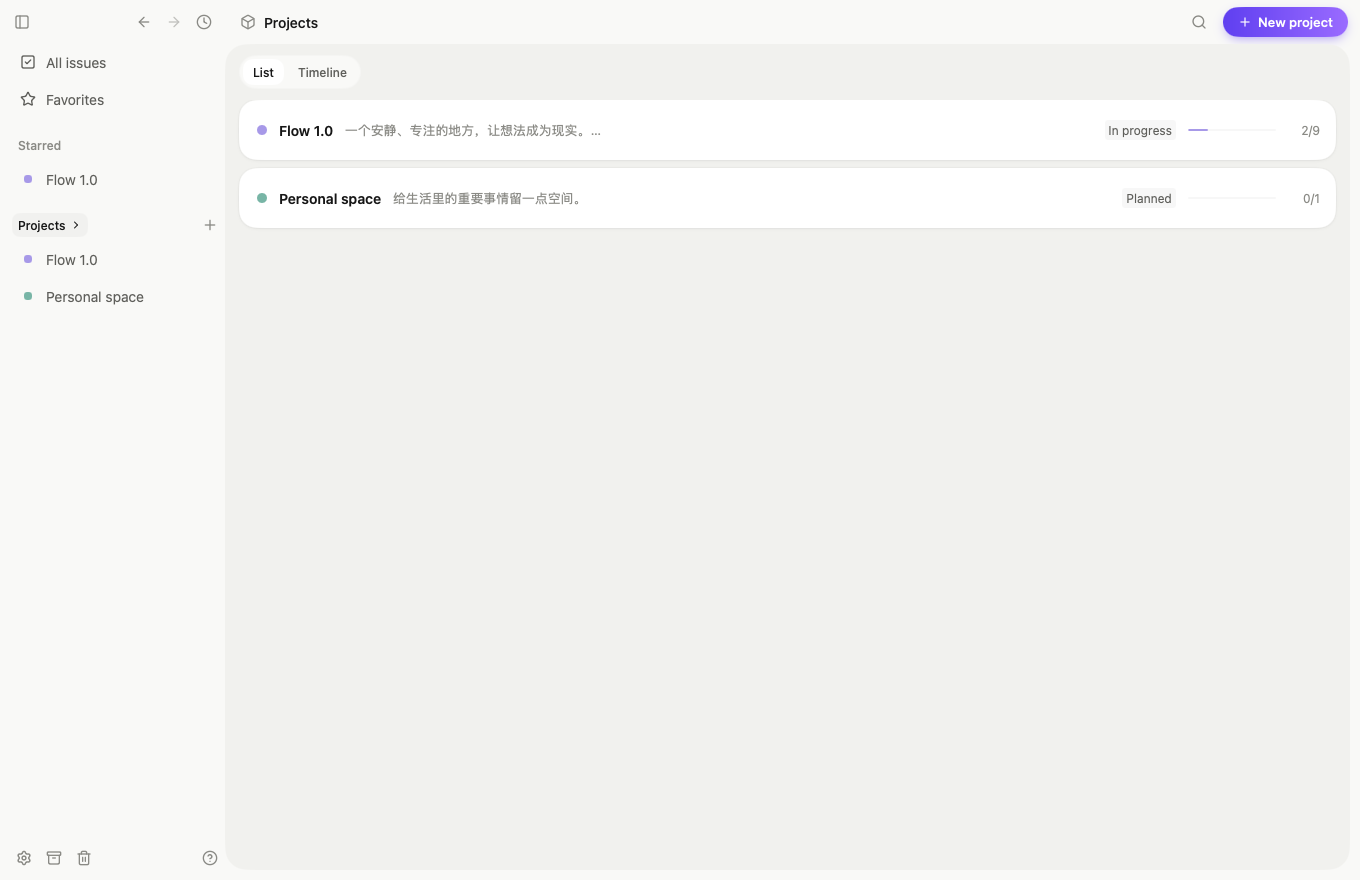 Projects
New project
All issues
Favorites
Starred
Flow 1.0
Projects
Flow 1.0
Personal space
List
Timeline
Flow 1.0 一个安静、专注的地方，让想法成为现实。... In progress 2/9
Personal space 给生活里的重要事情留一点空间。 Planned 0/1